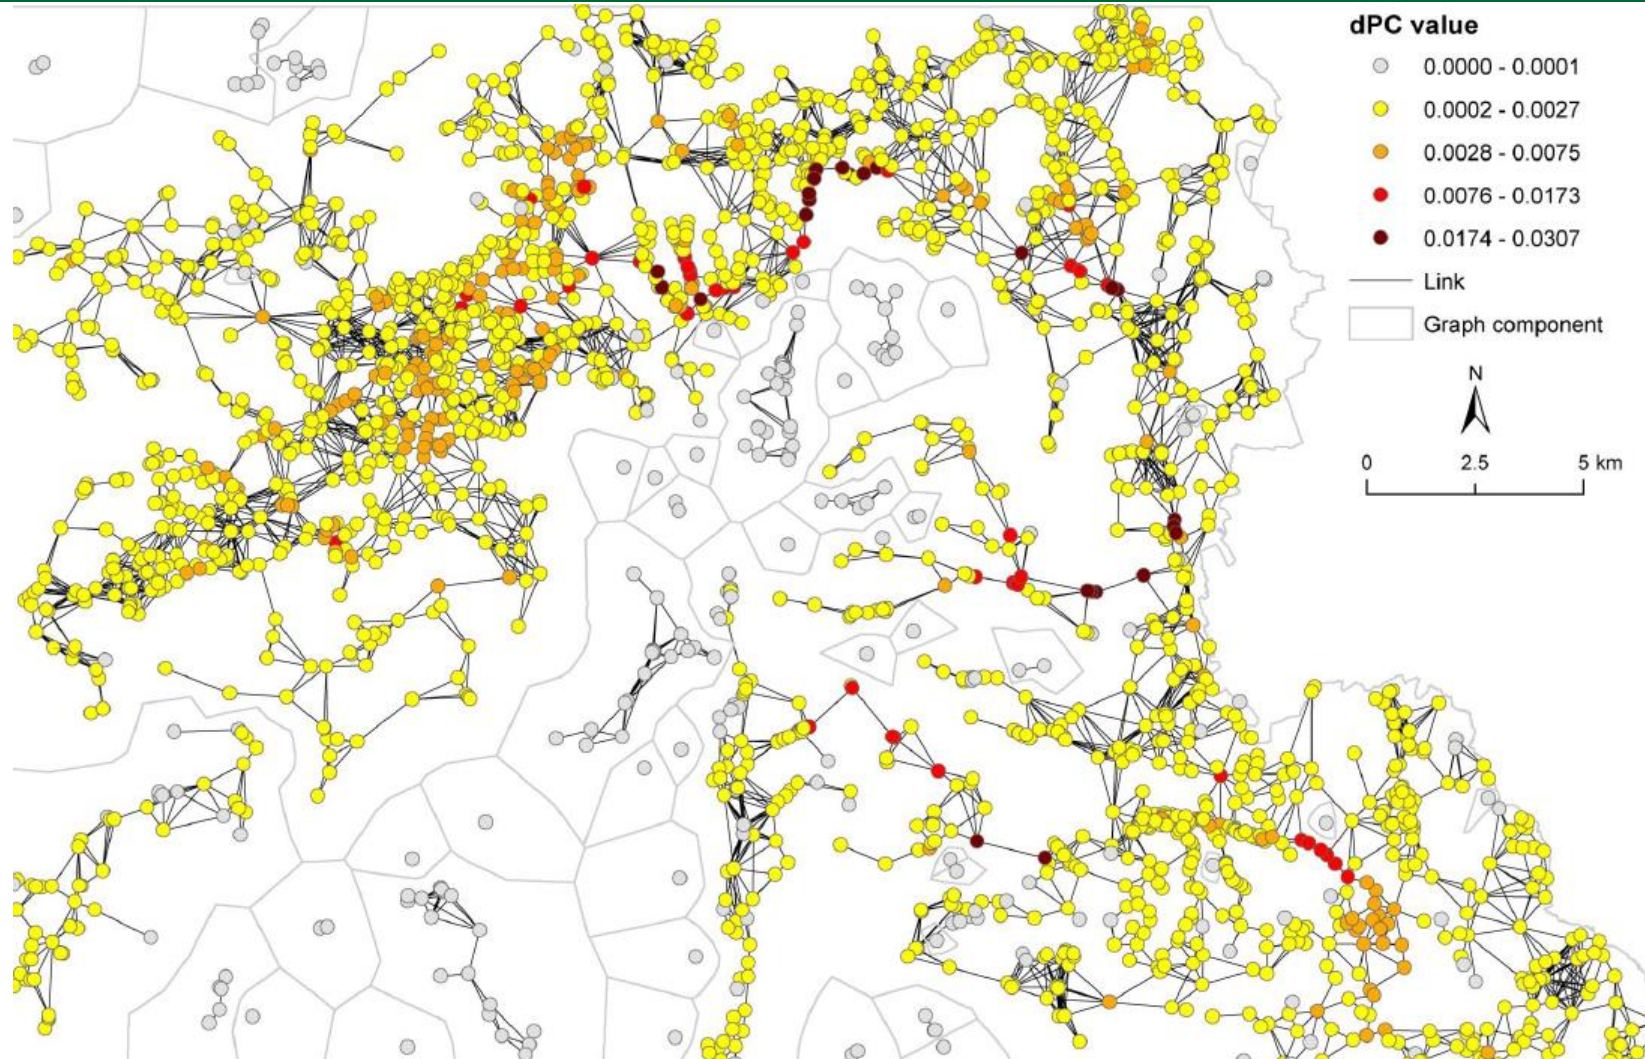 dPC value
0.0000 - 0.0001
0.0002 - 0.0027
0.0028 - 0.0075
0.0076 - 0.0173
0.0174 - 0.0307
Link
Graph component
N
0 2.5 5 km